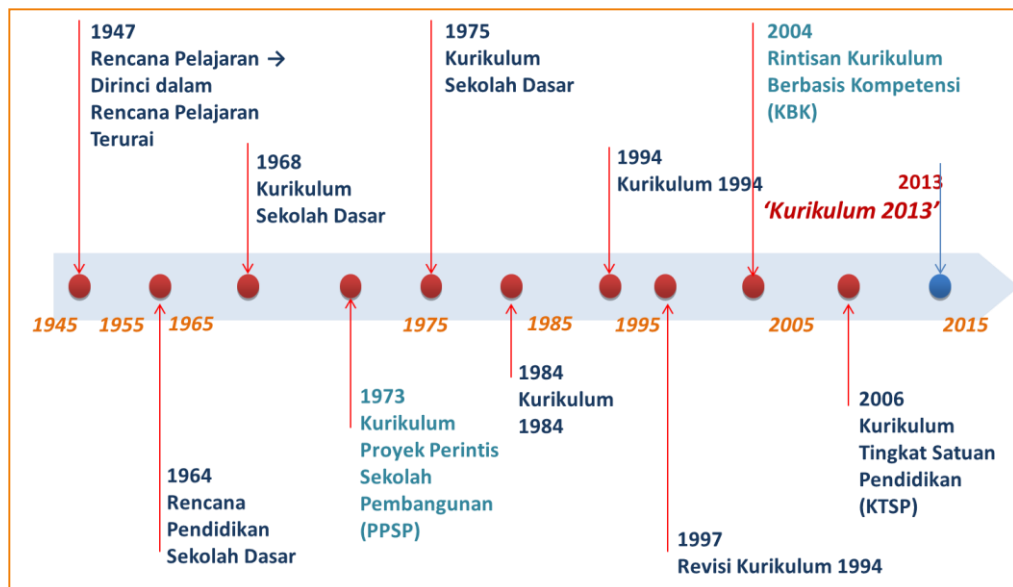 1947
Rencana Pelajaran →
Dirinci dalam
Rencana Pelajaran
Terurai
1968
Kurikulum
Sekolah Dasar
1975
Kurikulum
Sekolah Dasar
1994
Kurikulum 1994
2004
Rintisan Kurikulum
Berbasis Kompetensi
(KBK)
2013
‘Kurikulum 2013’
1945
1955
1965
1975
1985
1995
2005
2015
1964
Rencana
Pendidikan
Sekolah Dasar
1973
Kurikulum
Proyek Perintis
Sekolah
Pembangunan
(PPSP)
1984
Kurikulum
1984
1997
Revisi Kurikulum 1994
2006
Kurikulum
Tingkat Satuan
Pendidikan
(KTSP)